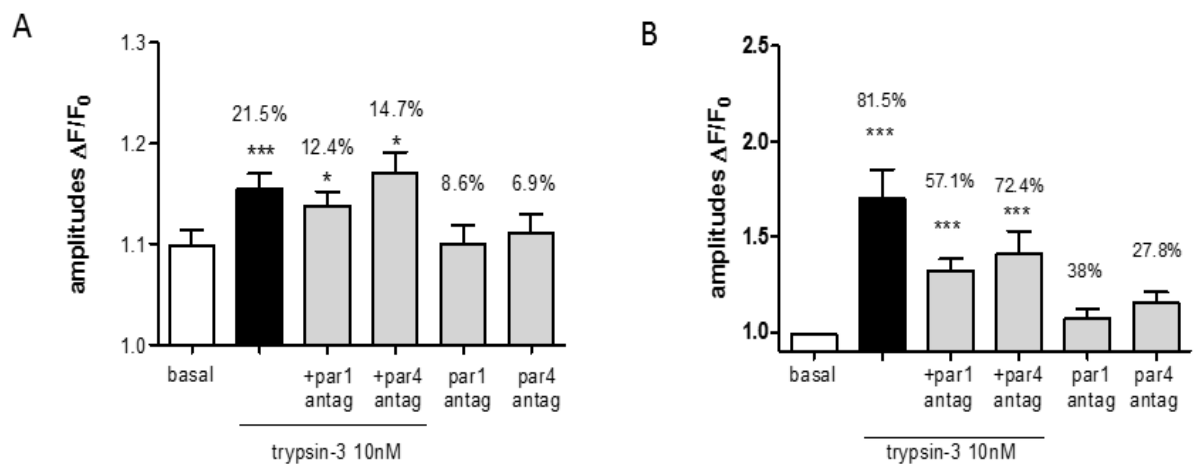 A
amplitudes ΔF/F0
1.3
1.2
1.1
1.0
21.5%
***
12.4%
*
14.7%
*
8.6%
6.9%
basal
+par1
antag
+par4
antag
par1
antag
par4
antag
trypsin-3 10nM
B
amplitudes ΔF/F0
2.5
2.0
1.5
1.0
81.5%
***
57.1%
***
72.4%
***
38%
27.8%
basal
+par1
antag
+par4
antag
par1
antag
par4
antag
trypsin-3 10nM